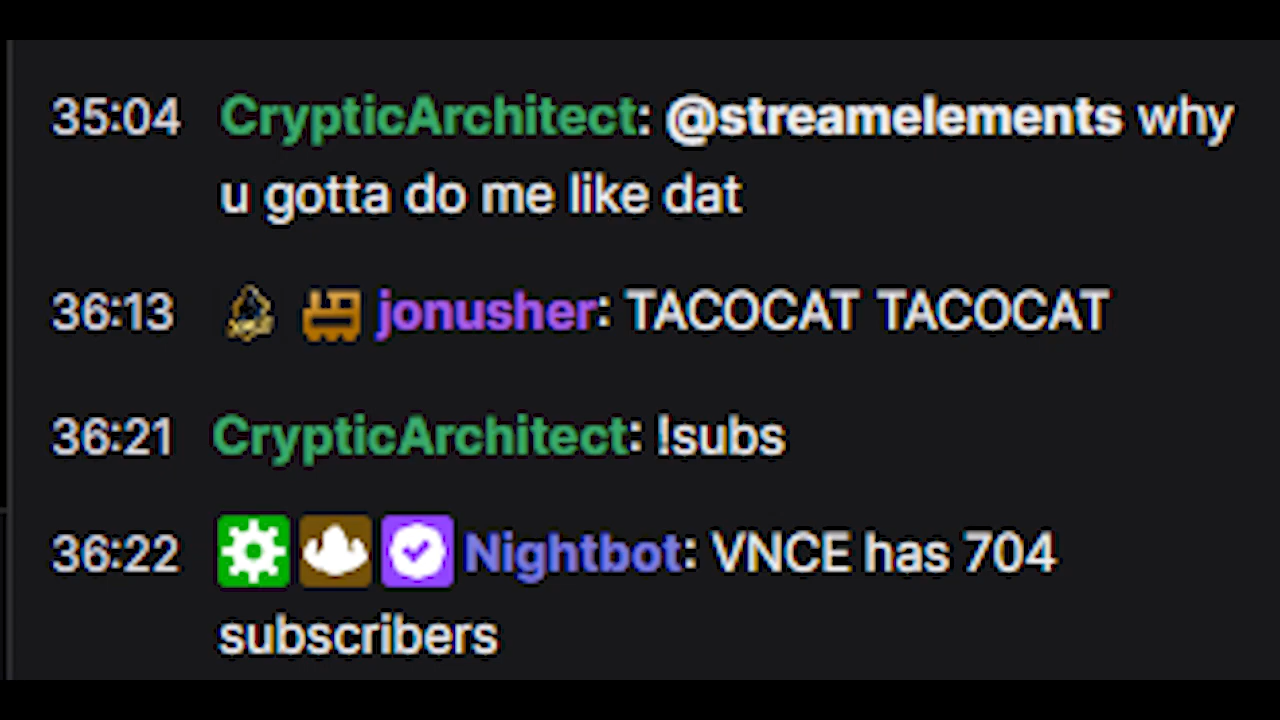 35:04 CrypticArchitect: @streamelements why
u gotta do me like dat
36:13 jonusher: TACOCAT TACOCAT
36:21 CrypticArchitect: !subs
36:22 Nightbot: VNCE has 704
subscribers